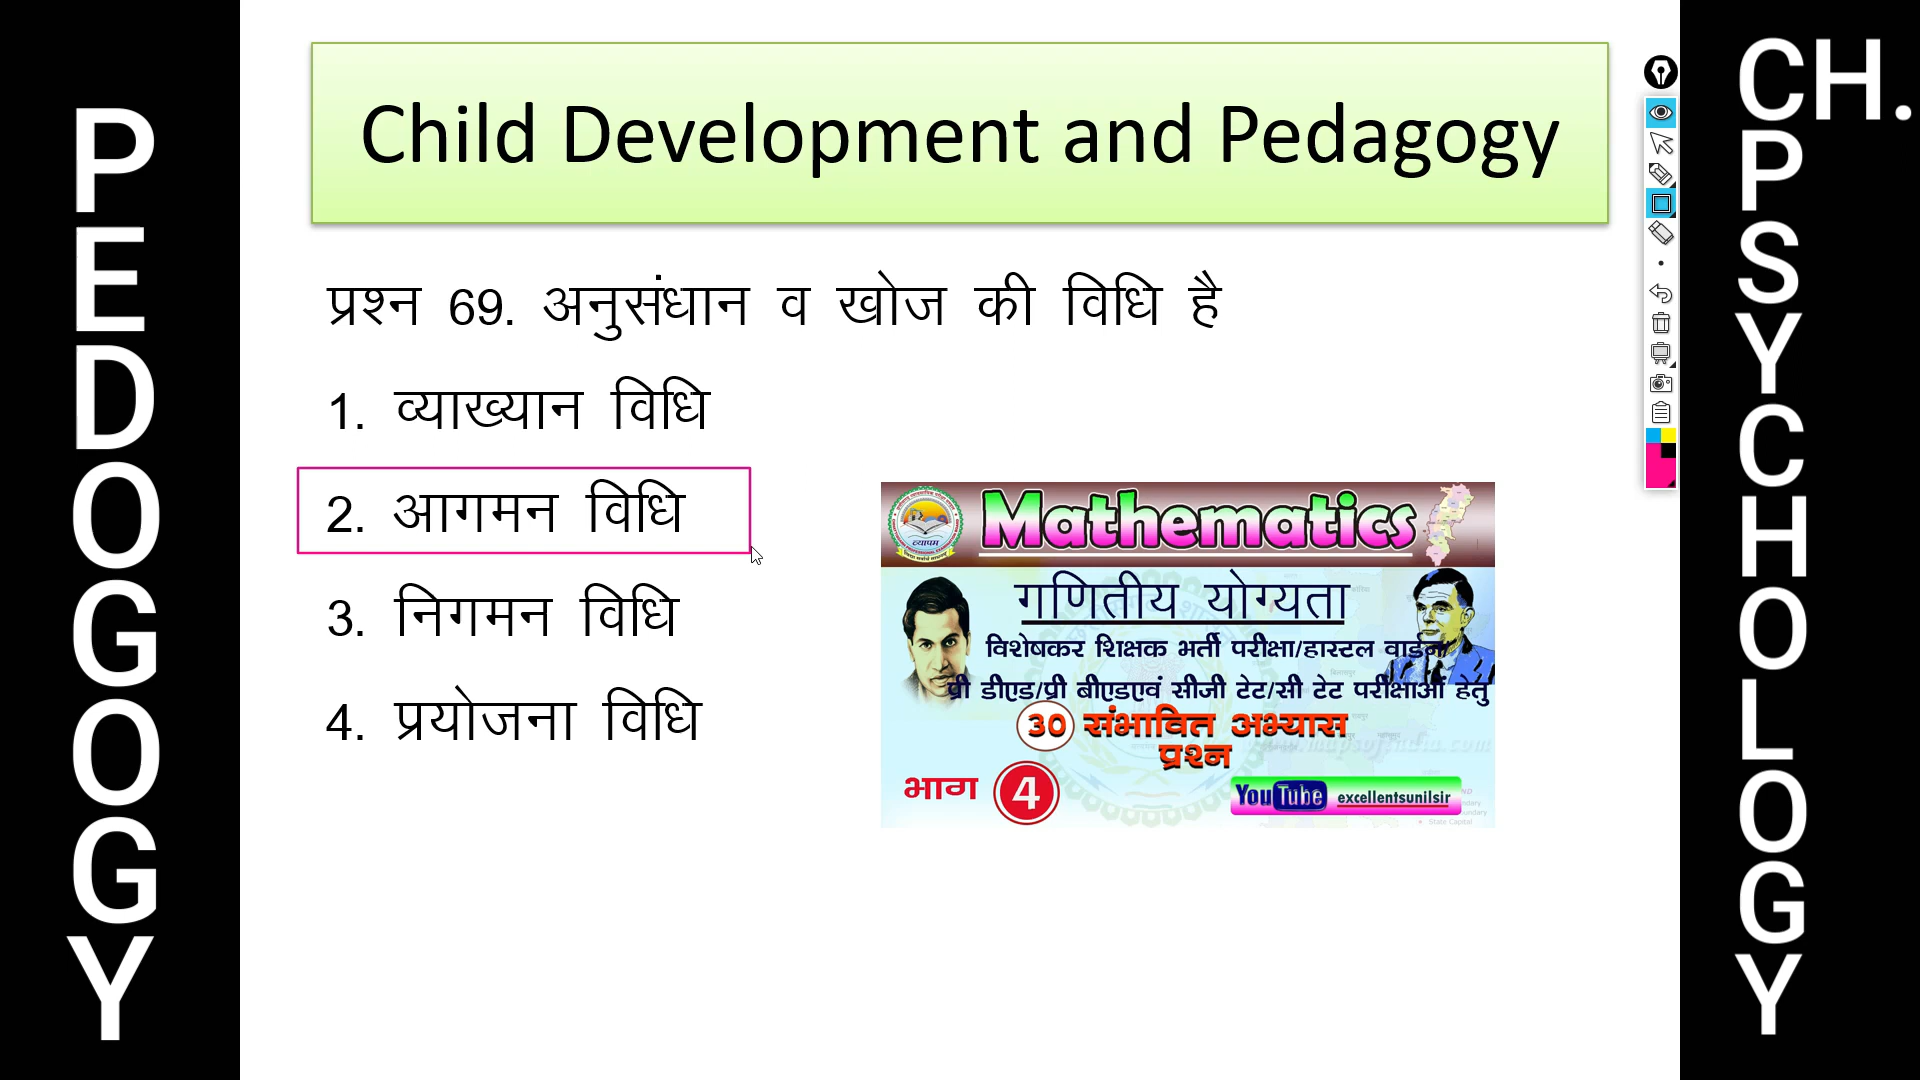 PEDOGOGY
Child Development and Pedagogy
प्रश्न 69. अनुसंधान व खोज की विधि है
1. व्याख्यान विधि
2. आगमन विधि
3. निगमन विधि
4. प्रयोजना विधि
Mathematics
व्यापम
गणितीय योग्यता
विशेषकर शिक्षक भर्ती परीक्षा/हास्टल वार्डन
प्री डीएड/प्री बीएडएवं सीजी टेट/सी टेट परीक्षाओं हेतु
30 संभावित अभ्यास
प्रश्न
भाग 4
YouTube excellentsunilsir
CH. PSYCHOLOGY